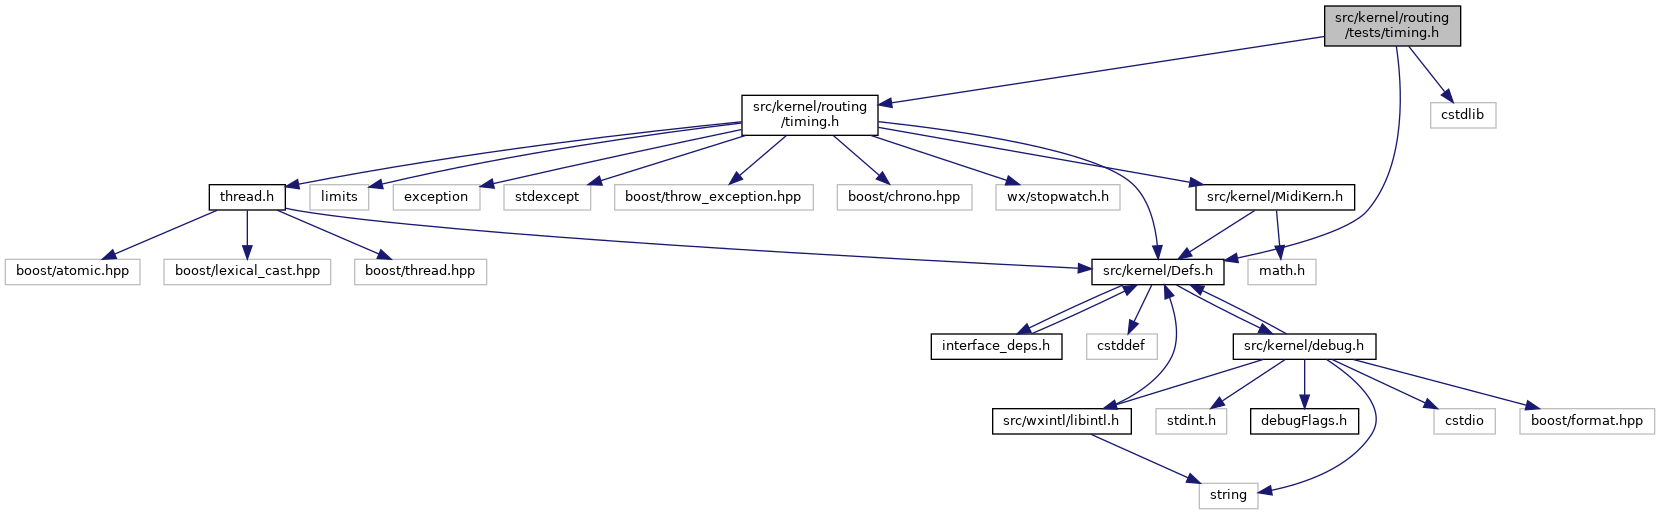 src/kernel/routing
/tests/timing.h
src/kernel/routing
/timing.h
cstdlib
thread.h
limits
exception
stdexcept
boost/throw_exception.hpp
boost/chrono.hpp
wx/stopwatch.h
src/kernel/MidiKern.h
boost/atomic.hpp
boost/lexical_cast.hpp
boost/thread.hpp
src/kernel/Defs.h
math.h
interface_deps.h
cstddef
src/kernel/debug.h
src/wxintl/libintl.h
stdint.h
debugFlags.h
cstdio
boost/format.hpp
string